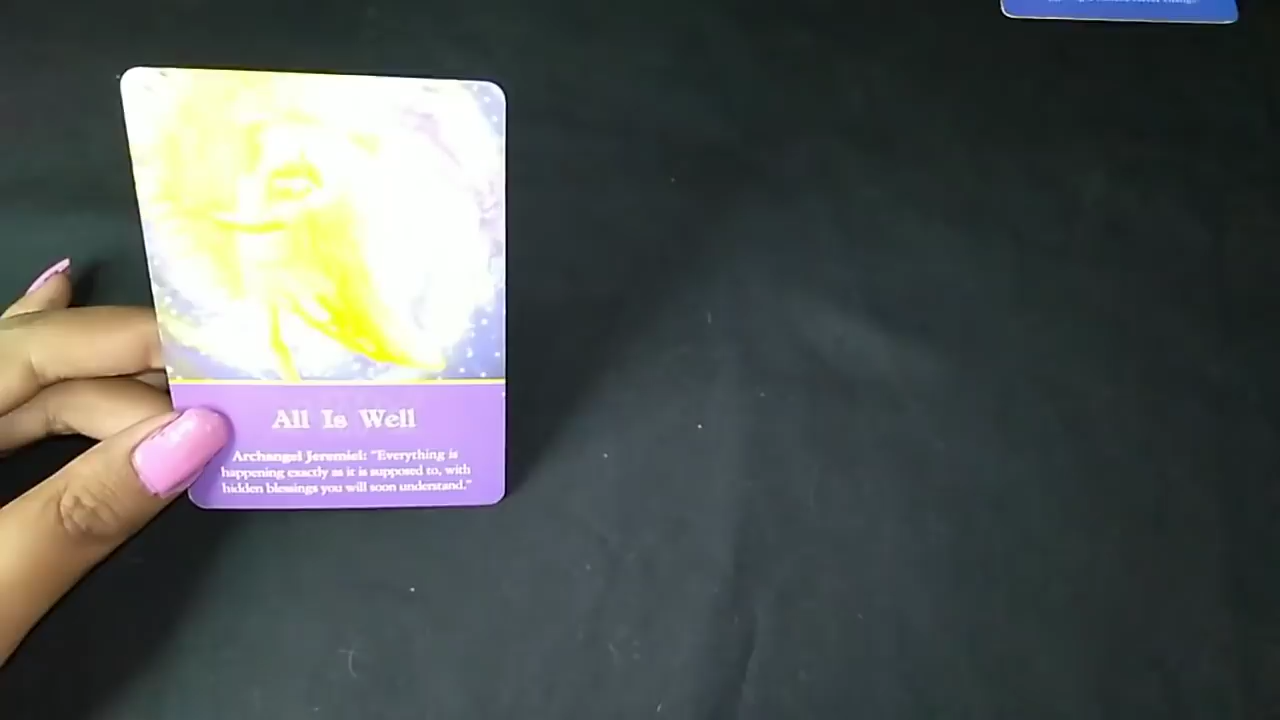 All Is Well
Archangel Jeremiel: "Everything is
happening exactly as it is supposed to, with
hidden blessings you will soon understand."